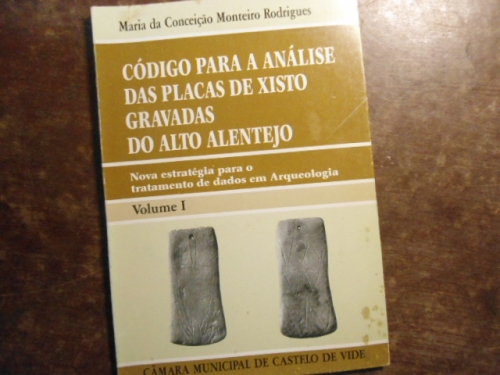 Maria da Conceição Monteiro Rodrigues
CÓDIGO PARA A ANÁLISE
DAS PLACAS DE XISTO
GRAVADAS
DO ALTO ALENTEJO
Nova estratégia para o
tratamento de dados em Arqueologia
Volume I
CÂMARA MUNICIPAL DE CASTELO DE VIDE